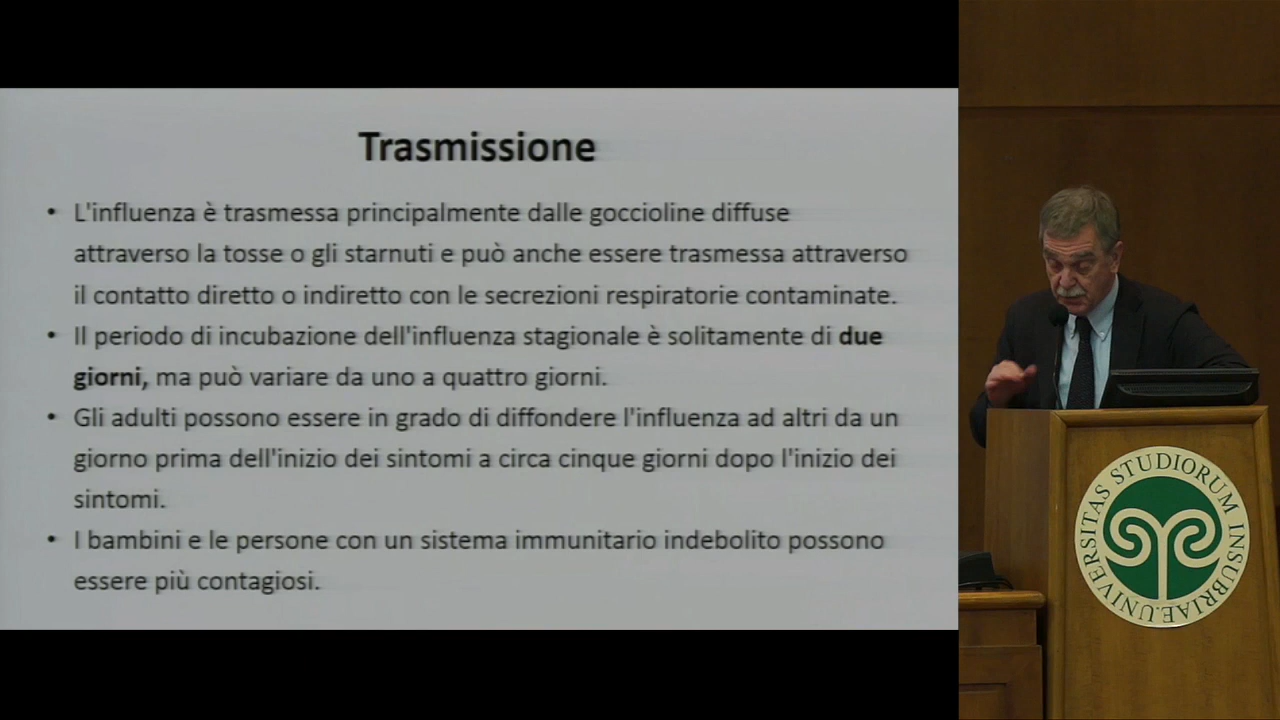 Trasmissione
• L'influenza è trasmessa principalmente dalle goccioline diffuse
attraverso la tosse o gli starnuti e può anche essere trasmessa attraverso
il contatto diretto o indiretto con le secrezioni respiratorie contaminate.
• Il periodo di incubazione dell'influenza stagionale è solitamente di due
giorni, ma può variare da uno a quattro giorni.
• Gli adulti possono essere in grado di diffondere l'influenza ad altri da un
giorno prima dell'inizio dei sintomi a circa cinque giorni dopo l'inizio dei
sintomi.
• I bambini e le persone con un sistema immunitario indebolito possono
essere più contagiosi.
UNIVERSITAS STUDIORUM INSUBRIAE